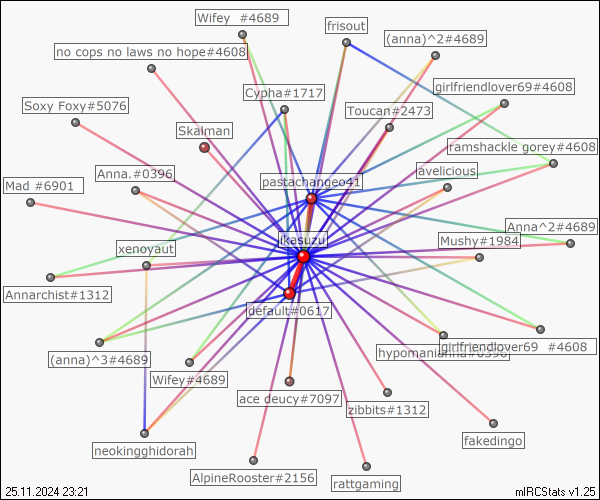 Wifey   #4689
frisout
(anna)^2#4689
no cops no laws no hope#4608
girlfriendlover69#4608
Cypha#1717
Soxy Foxy#5076
Toucan#2473
Skalman
ramshackle gorey#4608
Anna.#0396
pastachangeo41
avelicious
Mad #6901
Anna^2#4689
ikasuzu
Mushy#1984
xenoyaut
Annarchist#1312
default#0617
(anna)^3#4689
girlfriendlover69   #4608
Wifey#4689
ace deucy#7097
zibbits#1312
fakedingo
neokingghidorah
AlpineRooster#2156
rattgaming
25.11.2024 23:21
mIRCStats v1.25